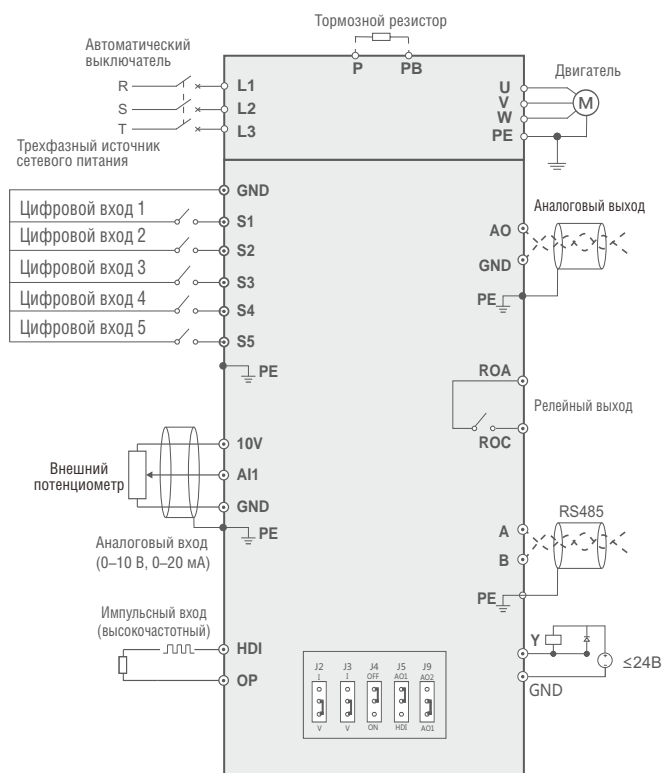 Тормозной резистор
P PB
Автоматический
выключатель
R L1
S L2
T L3
Трехфазный источник
сетевого питания
Двигатель
U
V
W
M
PE
GND
Цифровой вход 1
S1
Цифровой вход 2
S2
Цифровой вход 3
S3
Цифровой вход 4
S4
Цифровой вход 5
S5
PE
Аналоговый выход
AO
GND
PE
ROA
Релейный выход
ROC
10V
Внешний
потенциометр
AI1
GND
PE
Аналоговый вход
(0–10 В, 0–20 мА)
RS485
A
B
PE
Импульсный вход
(высокочастотный)
HDI
OP
Y
≤24В
GND
J2 J3 J4 J5 J9
I I OFF AO1 AO2
V V ON HDI AO1